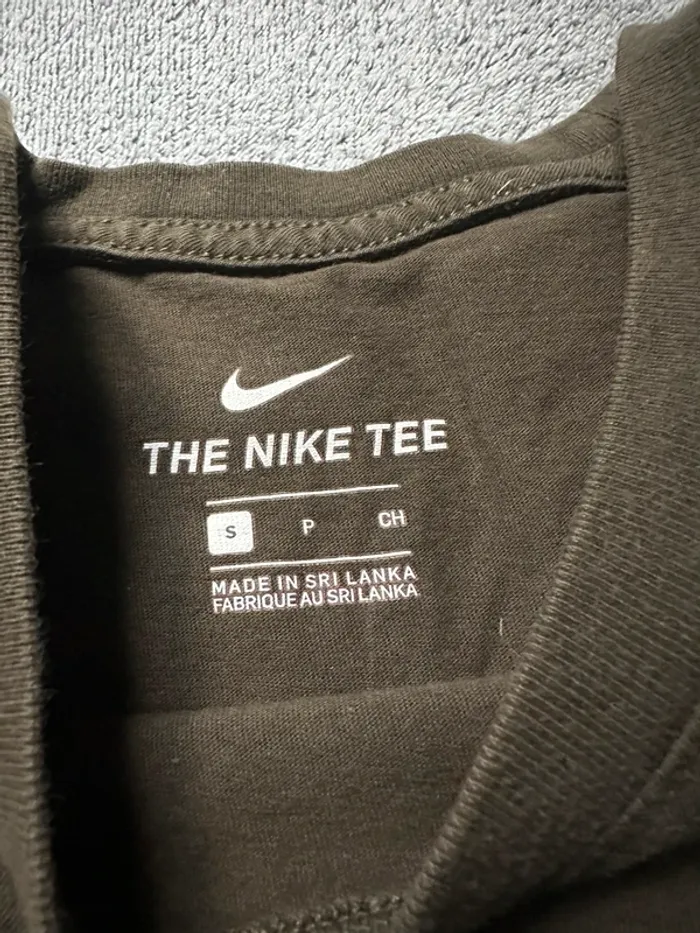 THE NIKE TEE
S P CH
MADE IN SRI LANKA
FABRIQUE AU SRI LANKA